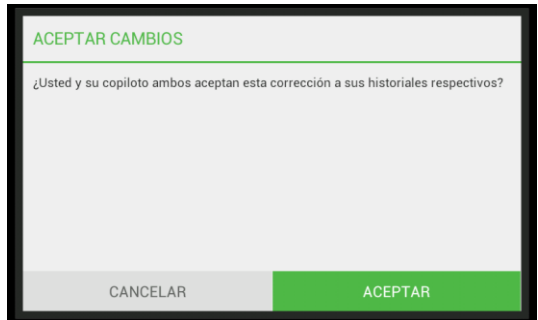 ACEPTAR CAMBIOS
¿Usted y su copiloto ambos aceptan esta corrección a sus historiales respectivos?
CANCELAR
ACEPTAR